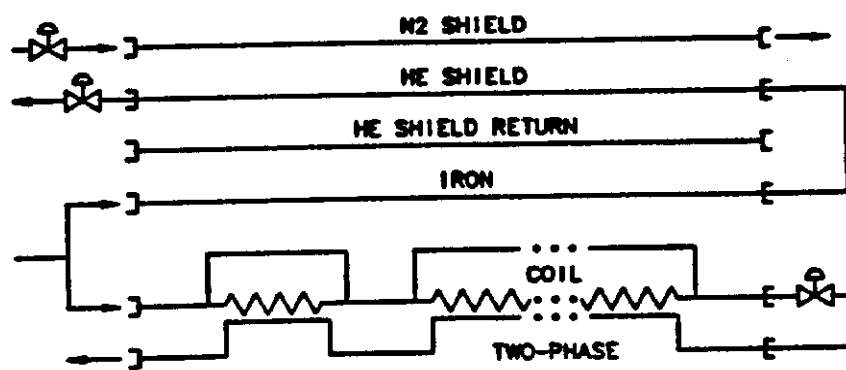 N2 SHIELD
HE SHIELD
HE SHIELD RETURN
IRON
COIL
TWO-PHASE